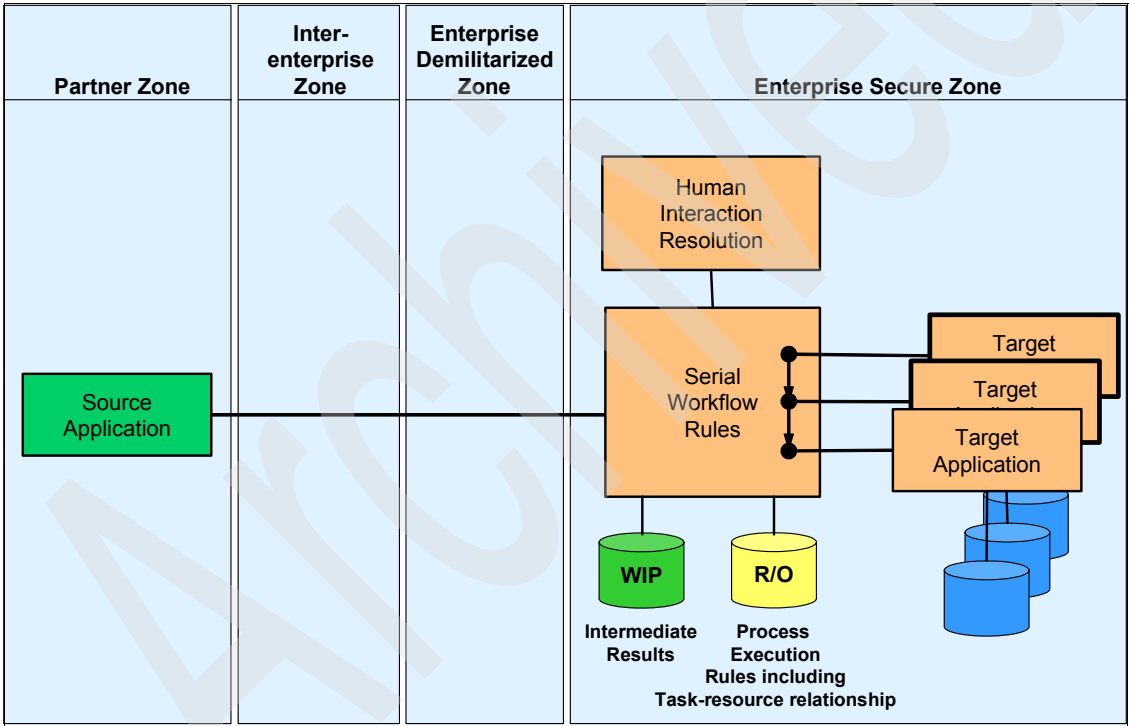 Partner Zone
Inter-
enterprise
Zone
Enterprise
Demilitarized
Zone
Enterprise Secure Zone
Human
Interaction
Resolution
Source
Application
Serial
Workflow
Rules
Target
Target
Target
Application
WIP
R/O
Intermediate
Results
Process
Execution
Rules including
Task-resource relationship
Archived